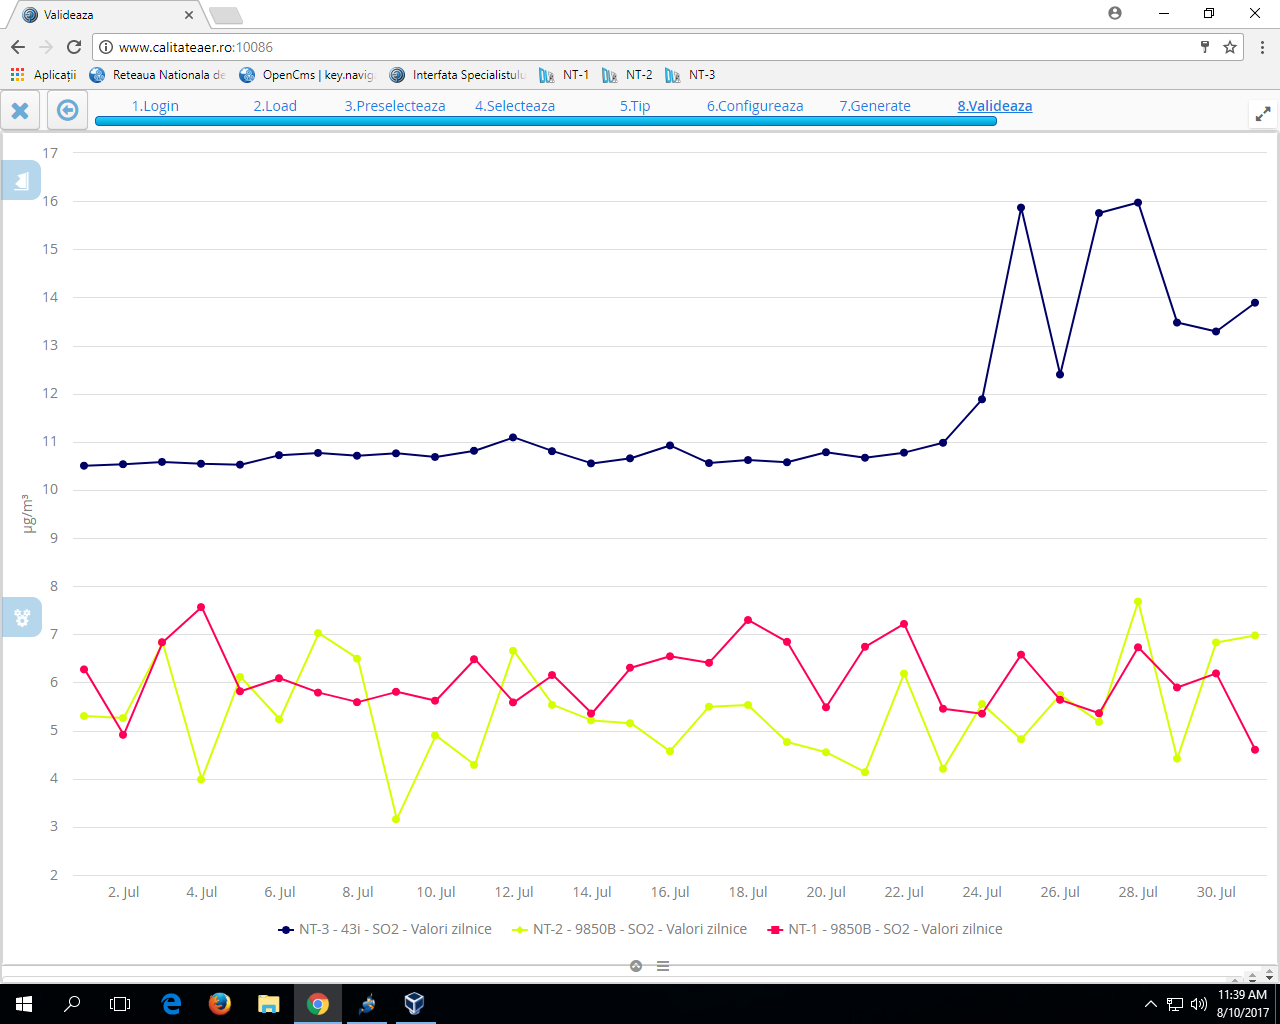 Valideaza
www.calitateaer.ro:10086
Aplicații
Reteaua Nationala de
OpenCms | key.navig
Interfata Specialistulu
NT-1
NT-2
NT-3
1.Login
2.Load
3.Preselecteaza
4.Selecteaza
5.Tip
6.Configureaza
7.Generate
8.Valideaza
17
16
15
14
13
12
11
10
9
8
7
6
5
4
3
2
µg/m³
2. Jul
4. Jul
6. Jul
8. Jul
10. Jul
12. Jul
14. Jul
16. Jul
18. Jul
20. Jul
22. Jul
24. Jul
26. Jul
28. Jul
30. Jul
NT-3 - 43i - SO2 - Valori zilnice
NT-2 - 9850B - SO2 - Valori zilnice
NT-1 - 9850B - SO2 - Valori zilnice
11:39 AM
8/10/2017